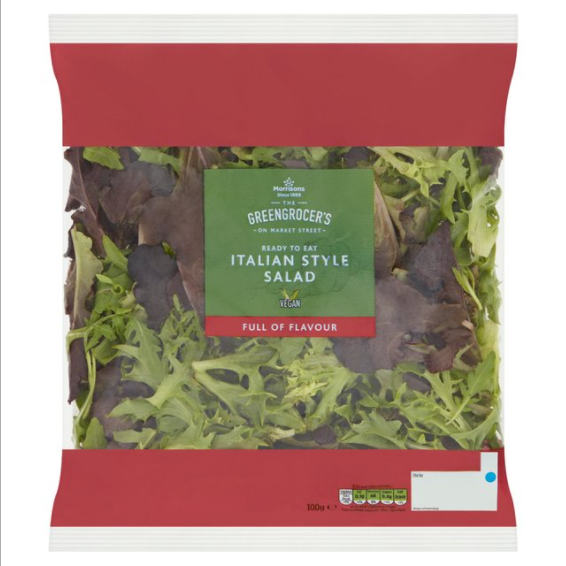 Morrisons
Since 1899
THE
GREENGROCER'S
ON MARKET STREET
READY TO EAT
ITALIAN STYLE
SALAD
VEGAN
FULL OF FLAVOUR
100g e